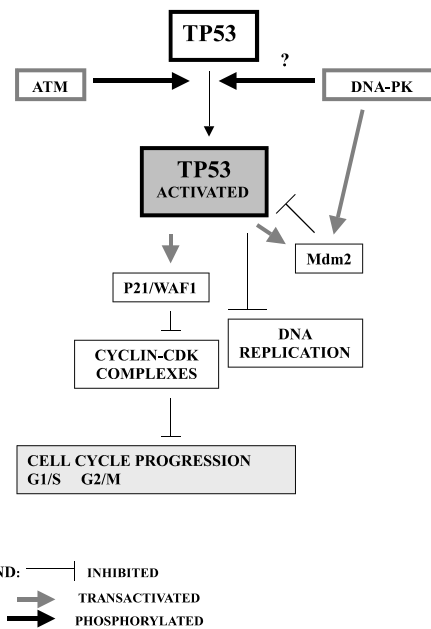 TP53
?
ATM
DNA-PK
TP53
ACTIVATED
Mdm2
P21/WAF1
DNA
REPLICATION
CYCLIN-CDK
COMPLEXES
CELL CYCLE PROGRESSION
G1/S G2/M
ND: INHIBITED
TRANSACTIVATED
PHOSPHORYLATED